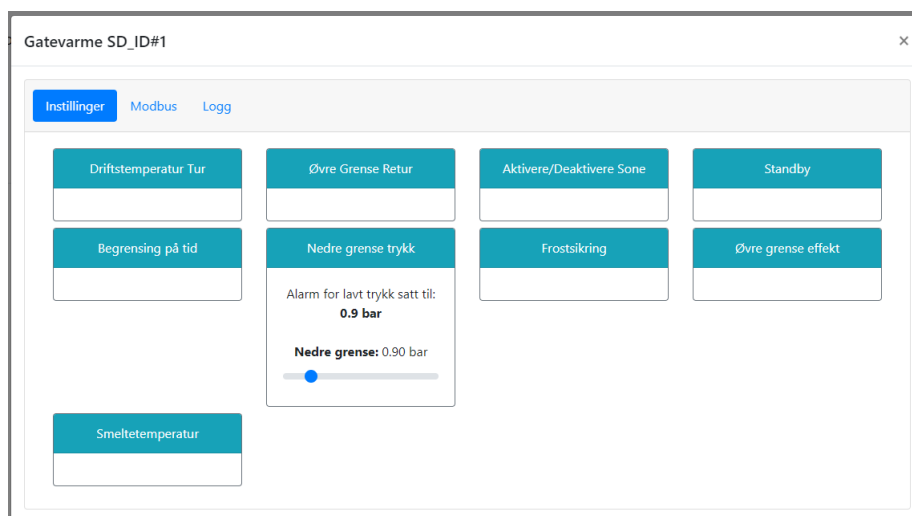 Gatevarme SD_ID#1
×
Instillinger Modbus Logg
Driftstemperatur Tur
Øvre Grense Retur
Aktivere/Deaktivere Sone
Standby
Begrensing på tid
Nedre grense trykk
Alarm for lavt trykk satt til:
0.9 bar
Nedre grense: 0.90 bar
Frostsikring
Øvre grense effekt
Smeltetemperatur